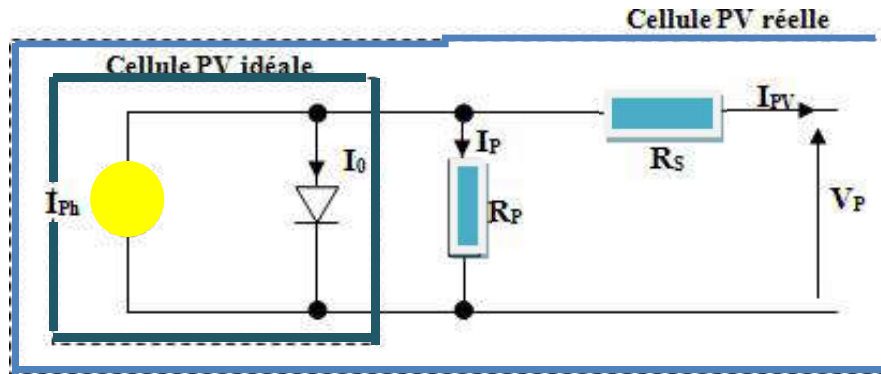 Cellule PV réelle
Cellule PV idéale
IPh
I0
IP
RP
RS
IPV
VP